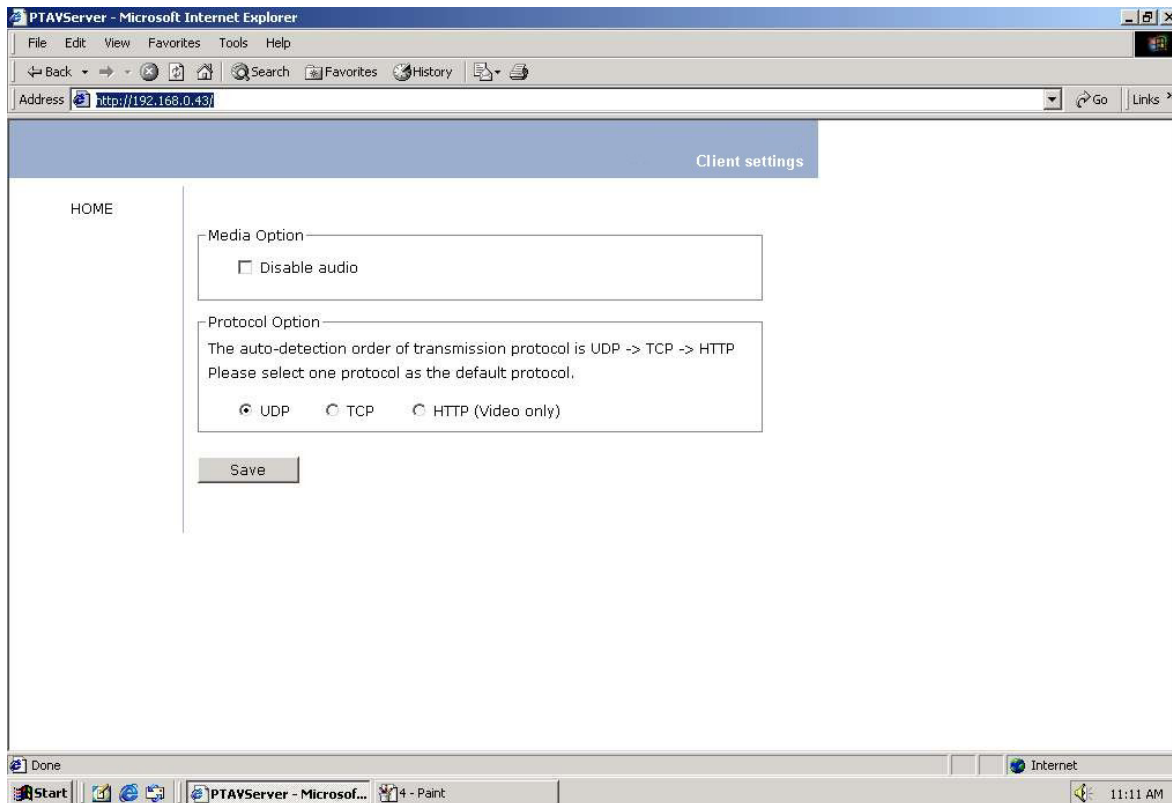 PTAVServer - Microsoft Internet Explorer
File Edit View Favorites Tools Help
Back Search Favorites History
Address http://192.168.0.43/ Go Links »
Client settings
HOME
Media Option
Disable audio
Protocol Option
The auto-detection order of transmission protocol is UDP -> TCP -> HTTP
Please select one protocol as the default protocol.
UDP TCP HTTP (Video only)
Save
Done Internet
Start PTAVServer - Microsof... 4 - Paint 11:11 AM